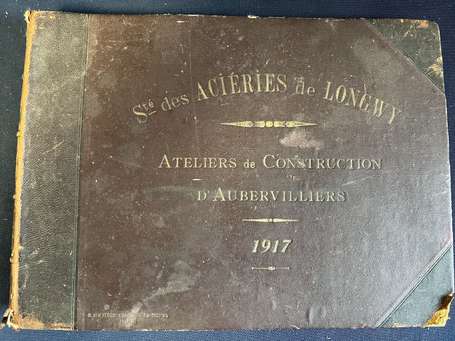 Sté des ACIÉRIES de LONGWY
ATELIERS de CONSTRUCTION
D'AUBERVILLIERS
1917